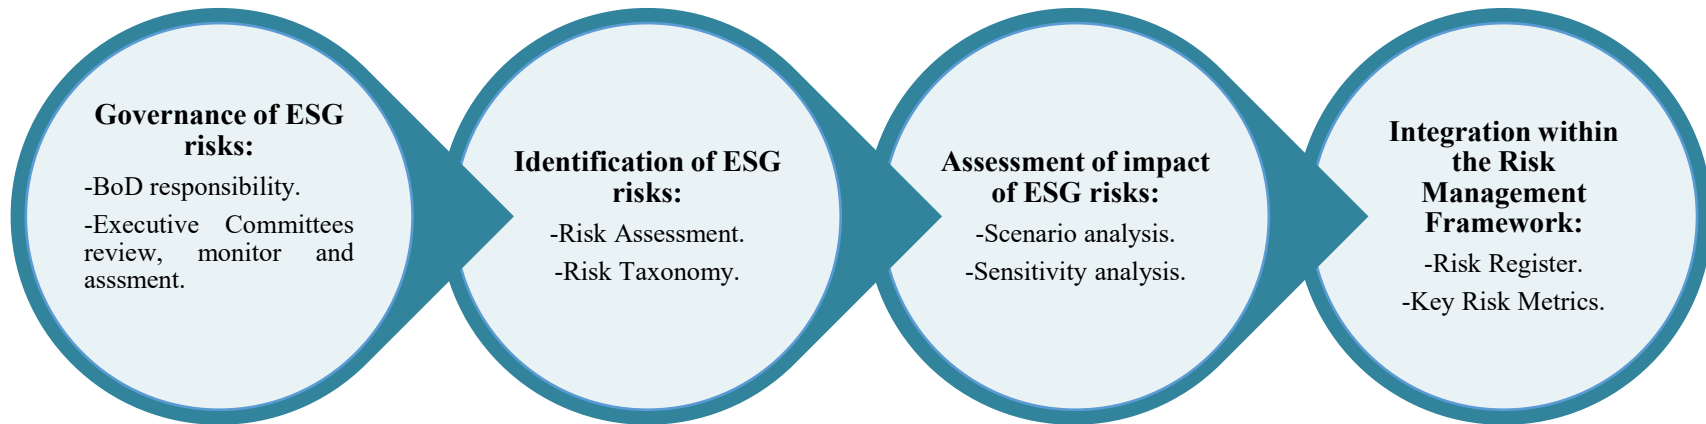 Governance of ESG
risks:
-BoD responsibility.
-Executive Committees
review, monitor and
asssment.
Identification of ESG
risks:
-Risk Assessment.
-Risk Taxonomy.
Assessment of impact
of ESG risks:
-Scenario analysis.
-Sensitivity analysis.
Integration within
the Risk
Management
Framework:
-Risk Register.
-Key Risk Metrics.